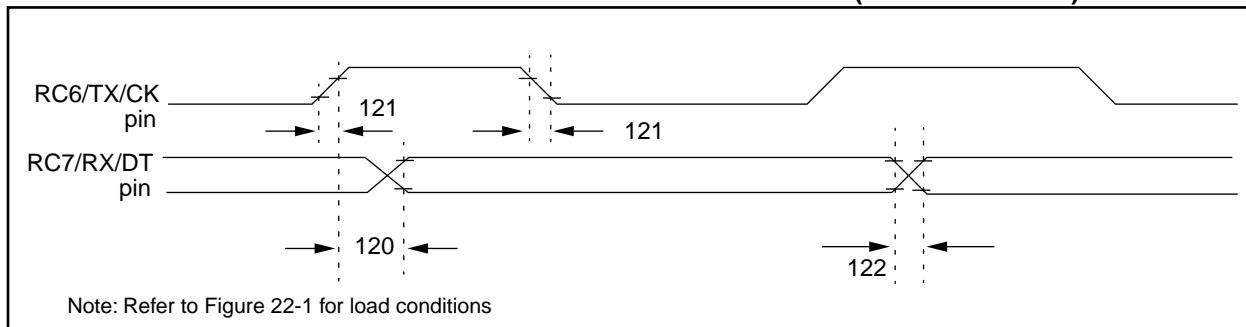 RC6/TX/CK
pin
121
121
RC7/RX/DT
pin
120
122
Note: Refer to Figure 22-1 for load conditions